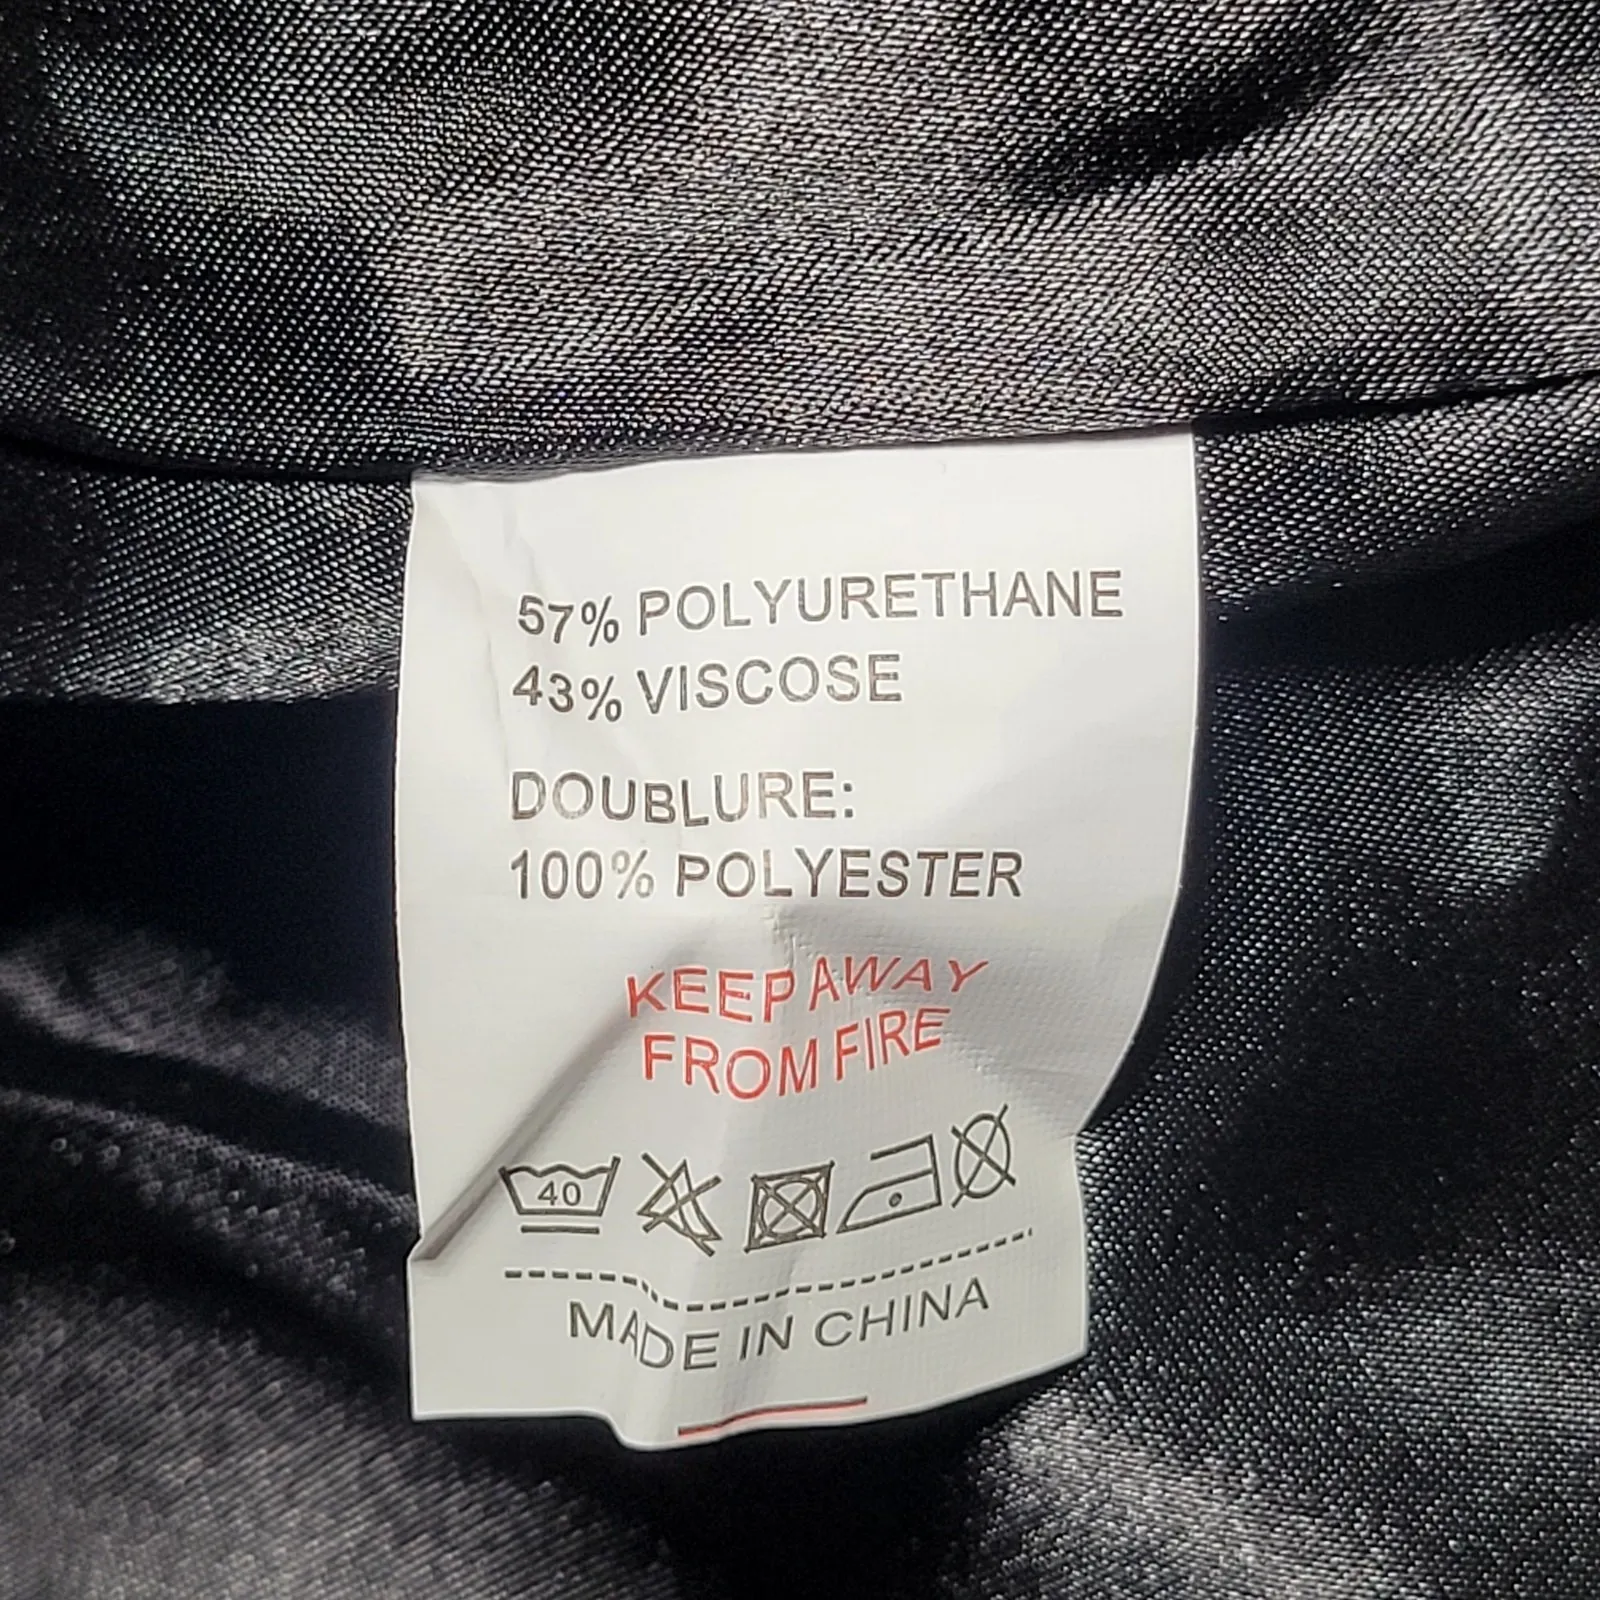 57% POLYURETHANE
43% VISCOSE
DOUBLURE:
100% POLYESTER
KEEP AWAY
FROM FIRE
40
MADE IN CHINA